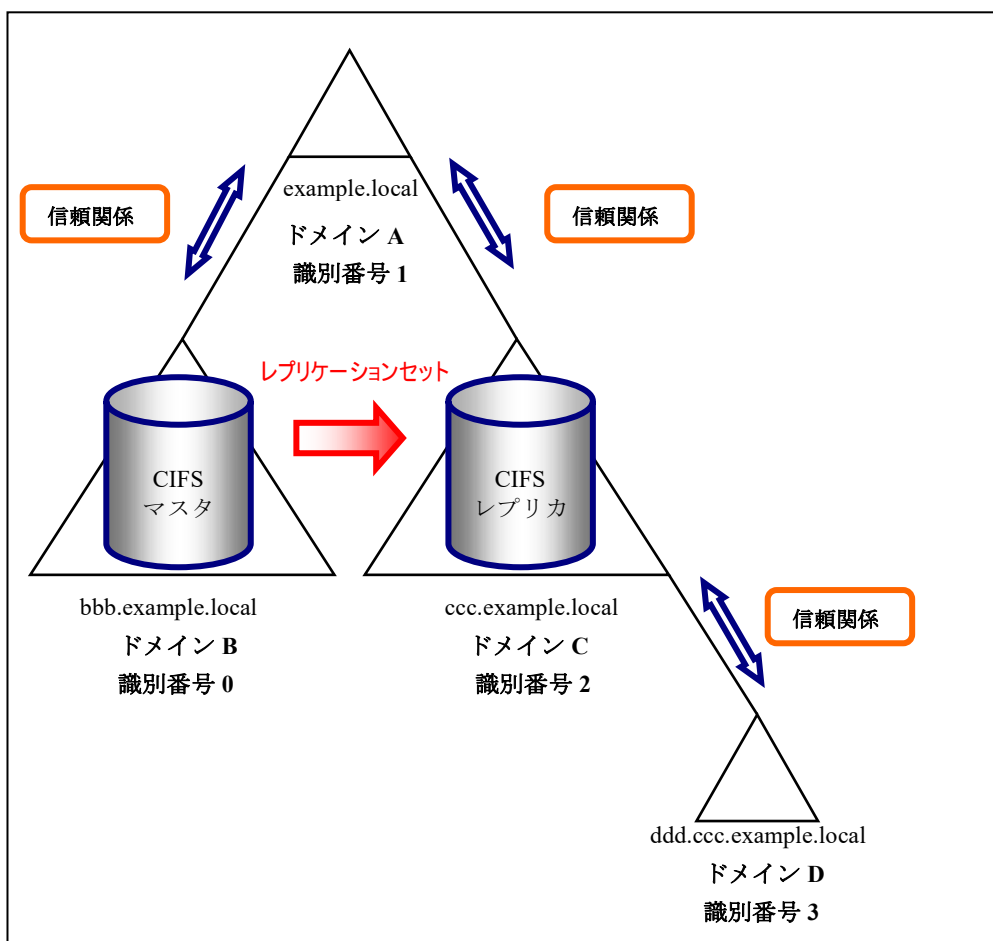 example.local
信頼関係
信頼関係
ドメイン A
識別番号 1
レプリケーションセット
CIFS
マスタ
CIFS
レプリカ
bbb.example.local
ドメイン B
識別番号 0
ccc.example.local
ドメイン C
識別番号 2
信頼関係
ddd.ccc.example.local
ドメイン D
識別番号 3